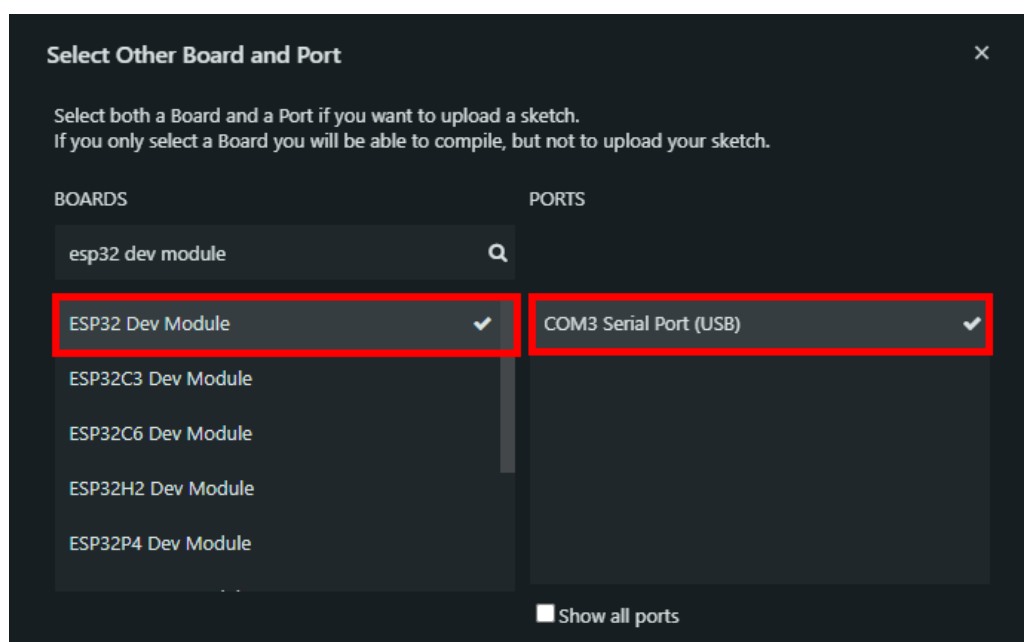 Select Other Board and Port
Select both a Board and a Port if you want to upload a sketch.
If you only select a Board you will be able to compile, but not to upload your sketch.
BOARDS
PORTS
esp32 dev module
ESP32 Dev Module
COM3 Serial Port (USB)
ESP32C3 Dev Module
ESP32C6 Dev Module
ESP32H2 Dev Module
ESP32P4 Dev Module
Show all ports